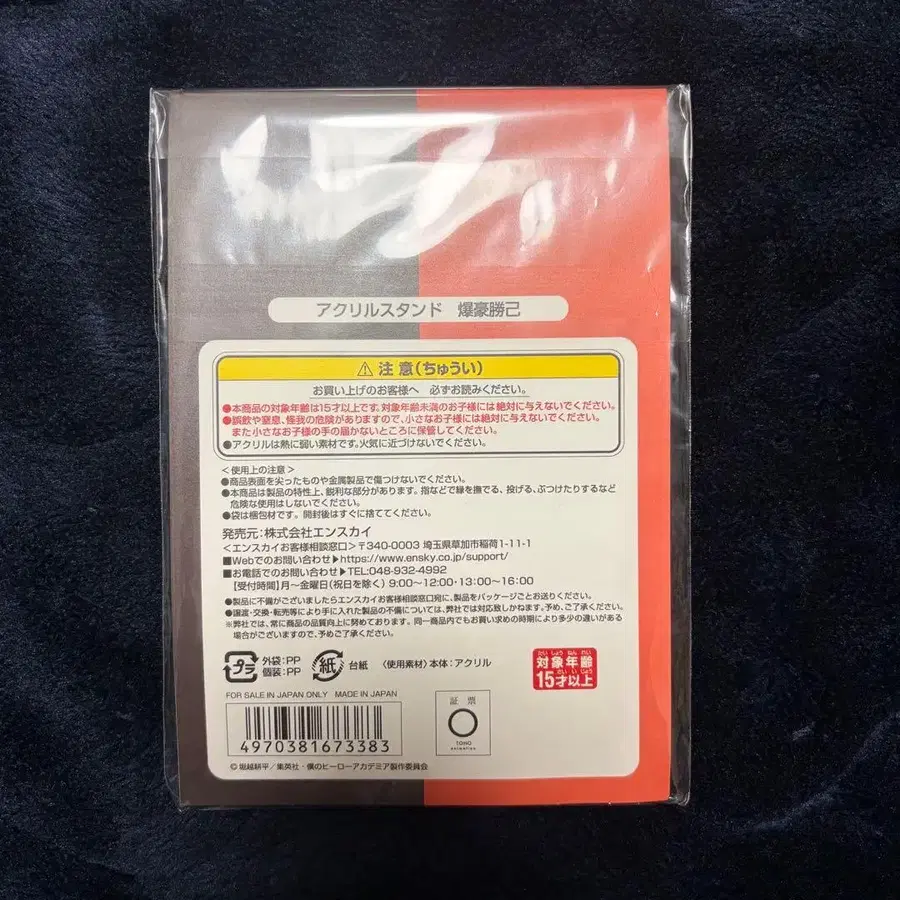 アクリルスタンド 爆豪勝己
⚠ 注意(ちゅうい)
お買い上げのお客様へ 必ずお読みください。
●本商品の対象年齢は15才以上です。対象年齢未満のお子様には絶対に与えないでください。
●誤飲や窒息、怪我の危険がありますので、小さなお子様には絶対に与えないでください。
また小さなお子様の手の届かないところに保管してください。
●アクリルは熱に弱い素材です。火気に近づけないでください。
<使用上の注意>
●商品表面を尖ったものや金属製品で傷つけないでください。
●本商品は製品の特性上、鋭利な部分があります。指などで縁を撫でる、投げる、ぶつけたりするなど
危険な使用はしないでください。
●袋は梱包材です。開封後はすぐに捨ててください。
発売元:株式会社エンスカイ
<エンスカイお客様相談窓口>〒340-0003 埼玉県草加市稲荷1-11-1
■Webでのお問い合わせ▶https://www.ensky.co.jp/support/
■お電話でのお問い合わせ▶TEL:048-932-4992
【受付時間】月~金曜日(祝日を除く) 9:00~12:00・13:00~16:00
●製品に不備がございましたらエンスカイお客様相談窓口宛に、製品をパッケージごとお送りください。
●譲渡・交換・転売等により手に入れた製品の不備については、弊社では対応致しかねます。予め、ご了承ください。
※弊社では、常に商品の品質向上に努めております。同一商品内でもお買い求めの時期により多少の違いがある
場合がございますので、予めご了承ください。
プラ 外袋:PP
個装:PP
紙 台紙 〈使用素材〉本体:アクリル
たいしょうねんれい
対象年齢
さいいじょう
15才以上
FOR SALE IN JAPAN ONLY MADE IN JAPAN
4970381673383
証票
TOHO
animation
© 堀越耕平/集英社・僕のヒーローアカデミア製作委員会